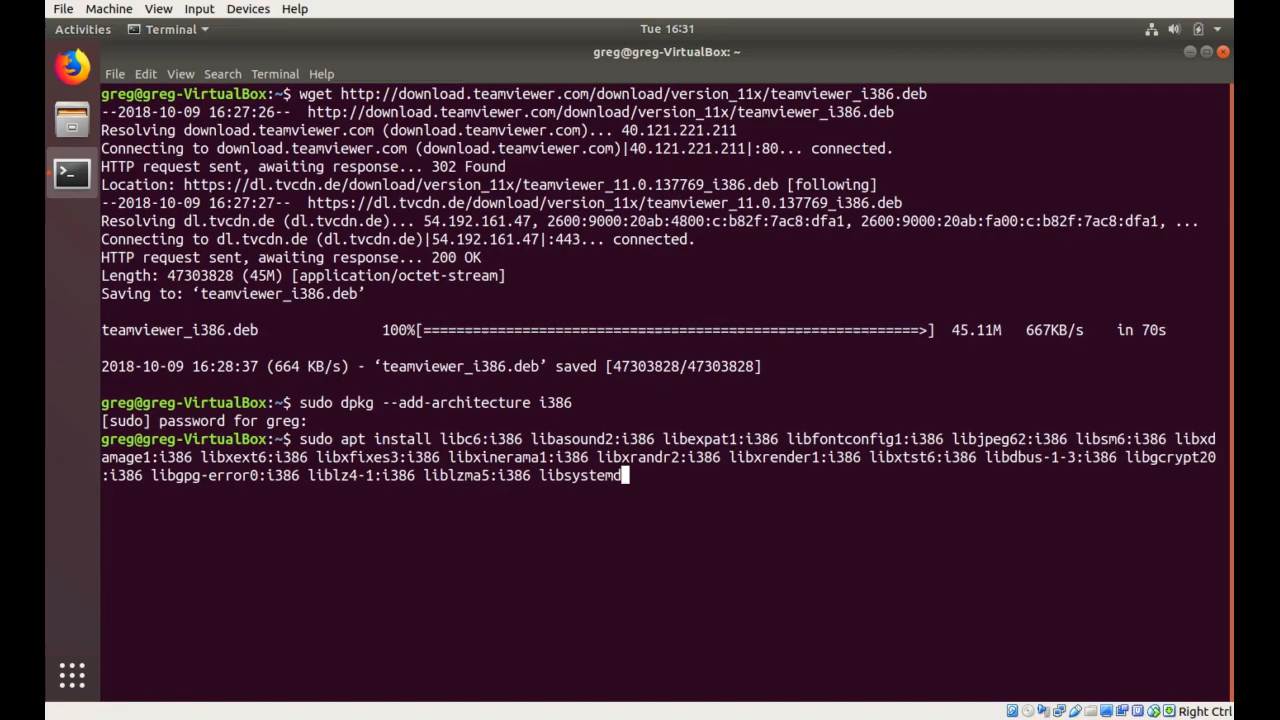 File Machine View Input Devices Help
Activities Terminal Tue 16:31
greg@greg-VirtualBox: ~
File Edit View Search Terminal Help
greg@greg-VirtualBox:~$ wget http://download.teamviewer.com/download/version_11x/teamviewer_i386.deb
--2018-10-09 16:27:26-- http://download.teamviewer.com/download/version_11x/teamviewer_i386.deb
Resolving download.teamviewer.com (download.teamviewer.com)... 40.121.221.211
Connecting to download.teamviewer.com (download.teamviewer.com)|40.121.221.211|:80... connected.
HTTP request sent, awaiting response... 302 Found
Location: https://dl.tvcdn.de/download/version_11x/teamviewer_11.0.137769_i386.deb [following]
--2018-10-09 16:27:27-- https://dl.tvcdn.de/download/version_11x/teamviewer_11.0.137769_i386.deb
Resolving dl.tvcdn.de (dl.tvcdn.de)... 54.192.161.47, 2600:9000:20ab:4800:c:b82f:7ac8:dfa1, 2600:9000:20ab:fa00:c:b82f:7ac8:dfa1, ...
Connecting to dl.tvcdn.de (dl.tvcdn.de)|54.192.161.47|:443... connected.
HTTP request sent, awaiting response... 200 OK
Length: 47303828 (45M) [application/octet-stream]
Saving to: ‘teamviewer_i386.deb’
teamviewer_i386.deb 100%[============================================================>] 45.11M 667KB/s in 70s
2018-10-09 16:28:37 (664 KB/s) - ‘teamviewer_i386.deb’ saved [47303828/47303828]
greg@greg-VirtualBox:~$ sudo dpkg --add-architecture i386
[sudo] password for greg:
greg@greg-VirtualBox:~$ sudo apt install libc6:i386 libasound2:i386 libexpat1:i386 libfontconfig1:i386 libjpeg62:i386 libsm6:i386 libxd
amage1:i386 libxext6:i386 libxfixes3:i386 libxinerama1:i386 libxrandr2:i386 libxrender1:i386 libxtst6:i386 libdbus-1-3:i386 libgcrypt20
:i386 libgpg-error0:i386 liblz4-1:i386 liblzma5:i386 libsystemd
Right Ctrl